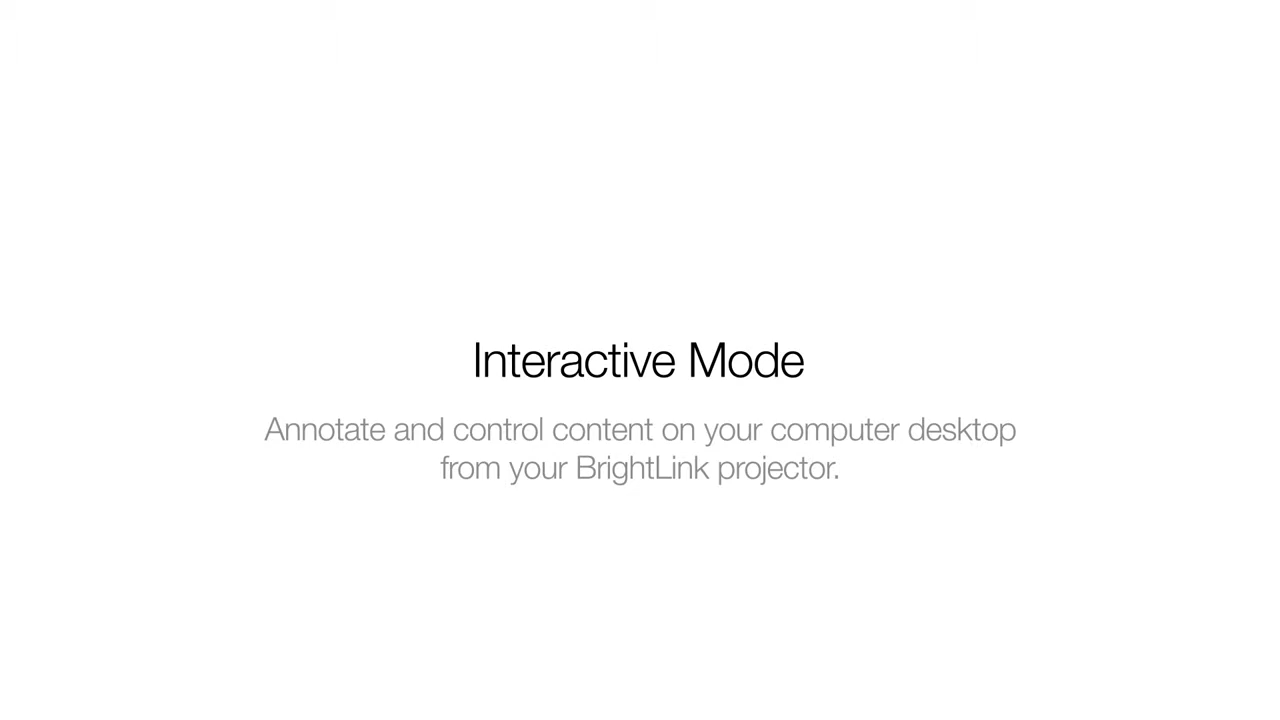 Interactive Mode
Annotate and control content on your computer desktop
from your BrightLink projector.